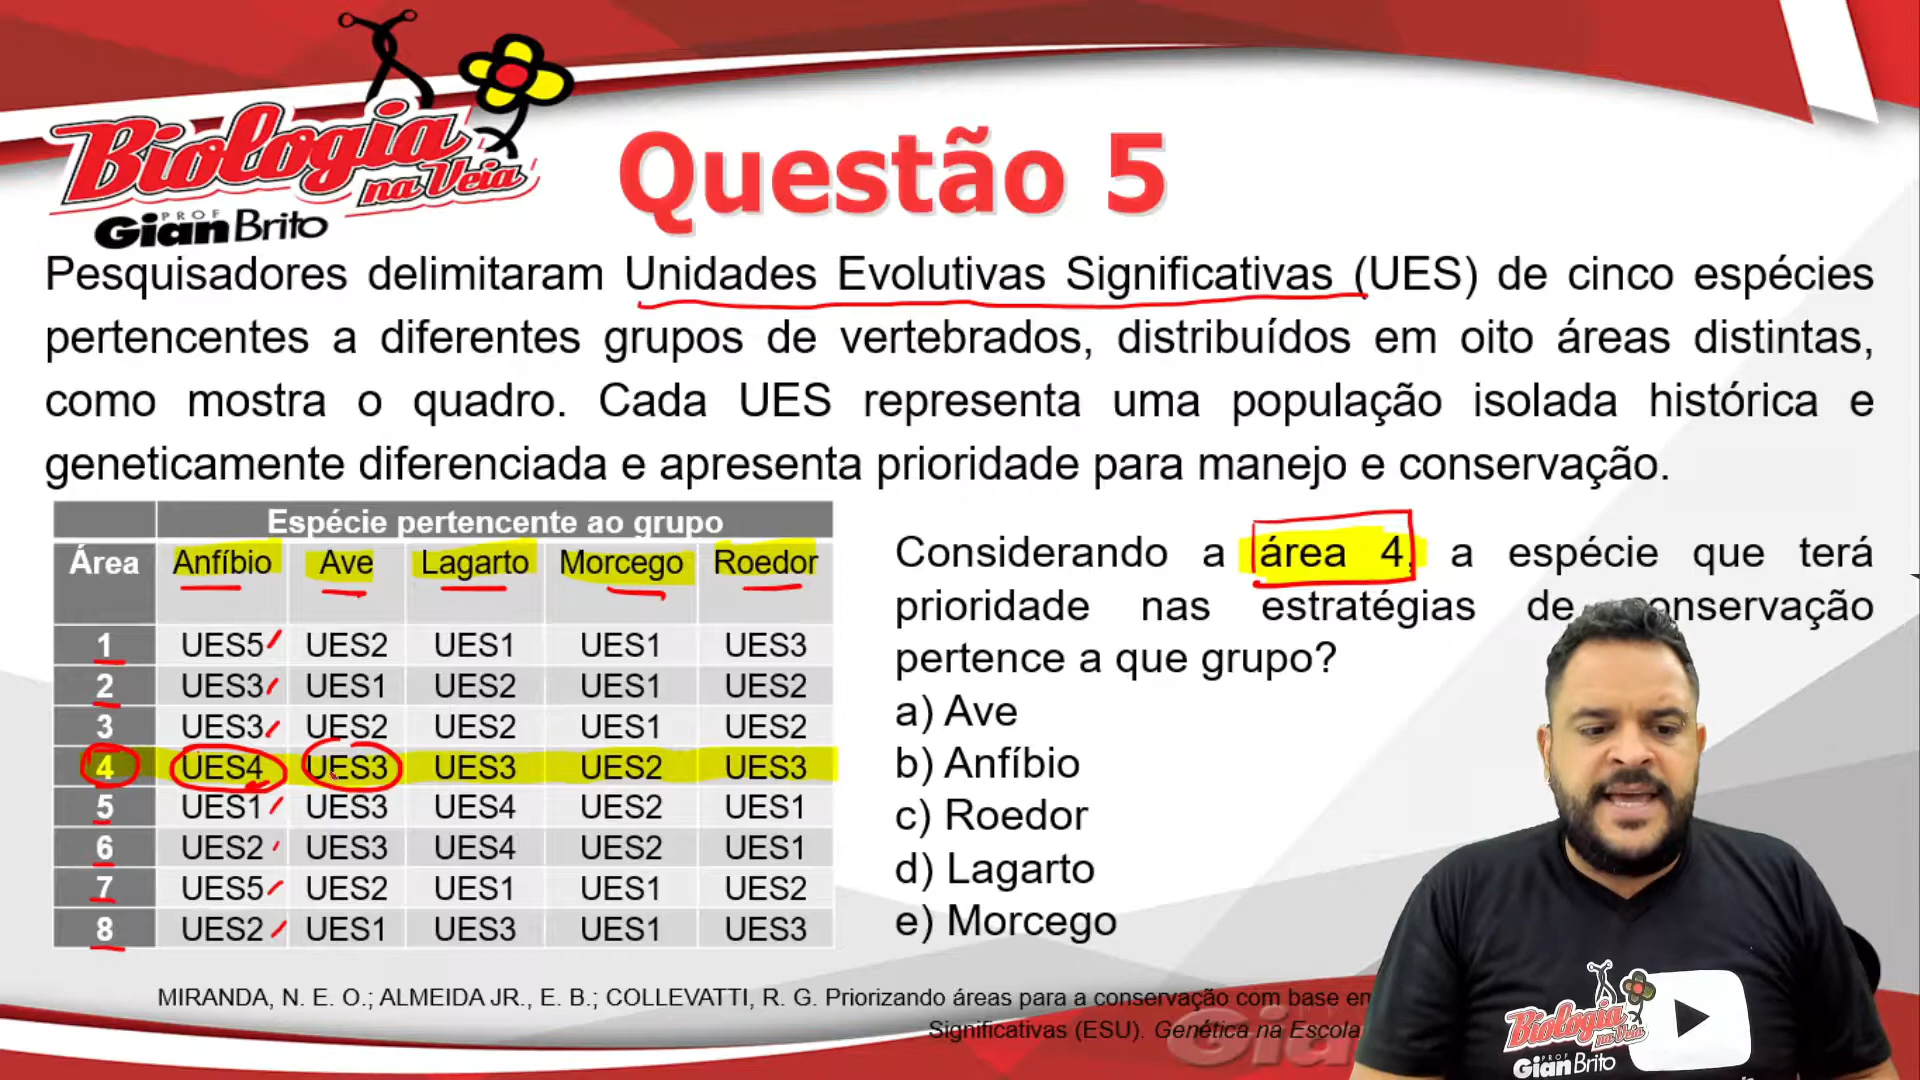 Biologia
na Veia
PROF
Gian Brito
Questão 5
Pesquisadores delimitaram Unidades Evolutivas Significativas (UES) de cinco espécies
pertencentes a diferentes grupos de vertebrados, distribuídos em oito áreas distintas,
como mostra o quadro. Cada UES representa uma população isolada histórica e
geneticamente diferenciada e apresenta prioridade para manejo e conservação.
Espécie pertencente ao grupo
Área Anfíbio Ave Lagarto Morcego Roedor
1 UES5 UES2 UES1 UES1 UES3
2 UES3 UES1 UES2 UES1 UES2
3 UES3 UES2 UES2 UES1 UES2
4 UES4 UES3 UES3 UES2 UES3
5 UES1 UES3 UES4 UES2 UES1
6 UES2 UES3 UES4 UES2 UES1
7 UES5 UES2 UES1 UES1 UES2
8 UES2 UES1 UES3 UES1 UES3
Considerando a área 4, a espécie que terá
prioridade nas estratégias de conservação
pertence a que grupo?
a) Ave
b) Anfíbio
c) Roedor
d) Lagarto
e) Morcego
MIRANDA, N. E. O.; ALMEIDA JR., E. B.; COLLEVATTI, R. G. Priorizando áreas para a conservação com base em
Significativas (ESU). Genética na Escola
Biologia
na Veia
PROF
Gian Brito